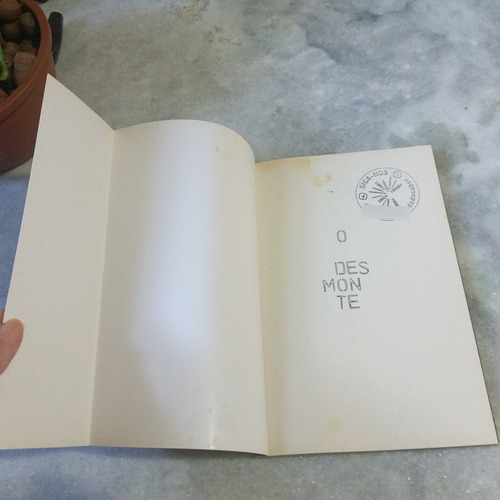 SIGA-NOS
O
DES
MON
TE